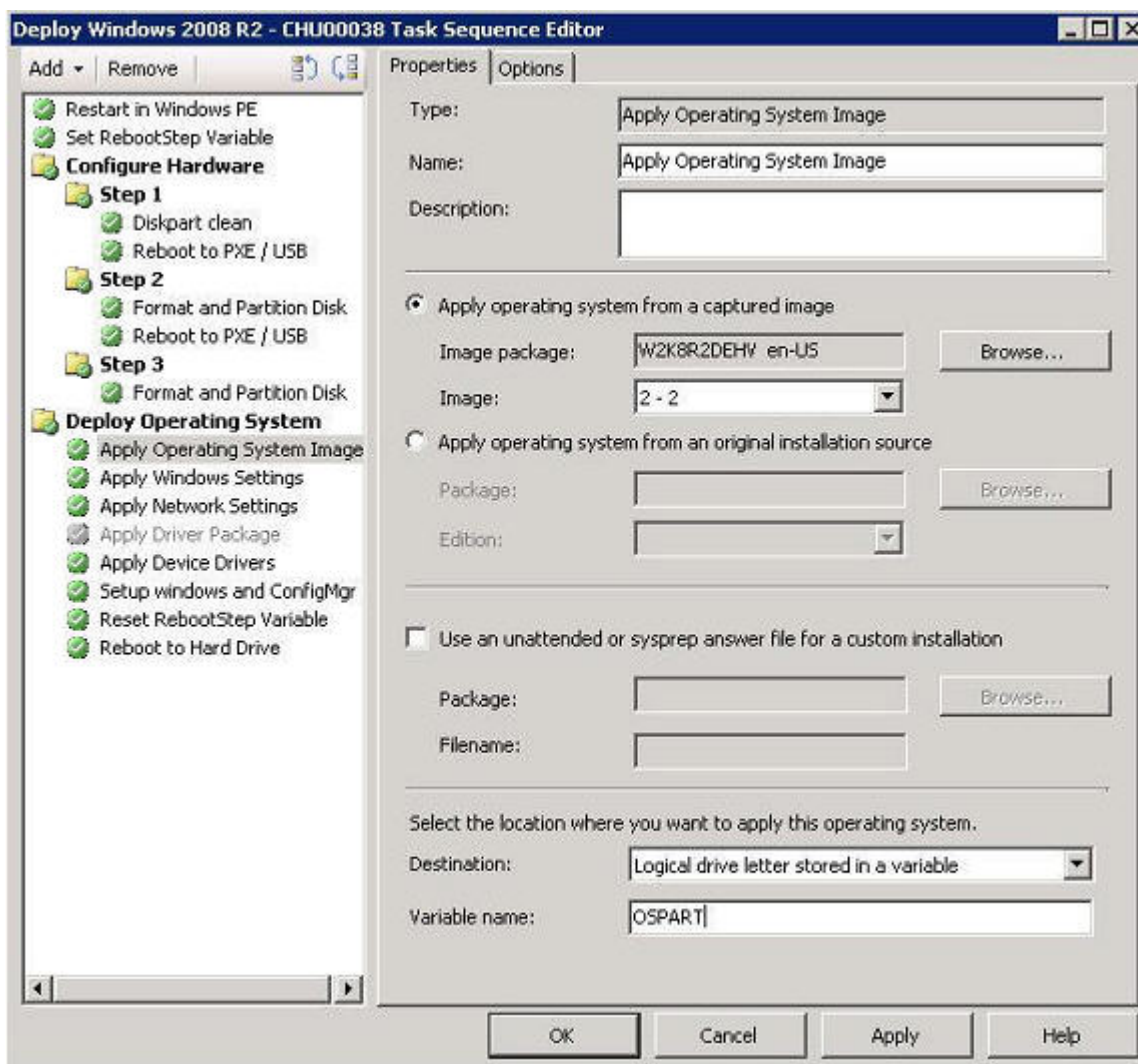 Deploy Windows 2008 R2 - CHU00038 Task Sequence Editor
Add Remove
Restart in Windows PE
Set RebootStep Variable
Configure Hardware
Step 1
Diskpart clean
Reboot to PXE / USB
Step 2
Format and Partition Disk
Reboot to PXE / USB
Step 3
Format and Partition Disk
Deploy Operating System
Apply Operating System Image
Apply Windows Settings
Apply Network Settings
Apply Driver Package
Apply Device Drivers
Setup windows and ConfigMgr
Reset RebootStep Variable
Reboot to Hard Drive
Properties Options
Type: Apply Operating System Image
Name: Apply Operating System Image
Description:
Apply operating system from a captured image
Image package: W2K8R2DEHV en-US Browse...
Image: 2 - 2
Apply operating system from an original installation source
Package: Browse...
Edition:
Use an unattended or sysprep answer file for a custom installation
Package: Browse...
Filename:
Select the location where you want to apply this operating system.
Destination: Logical drive letter stored in a variable
Variable name: OSPART
OK Cancel Apply Help